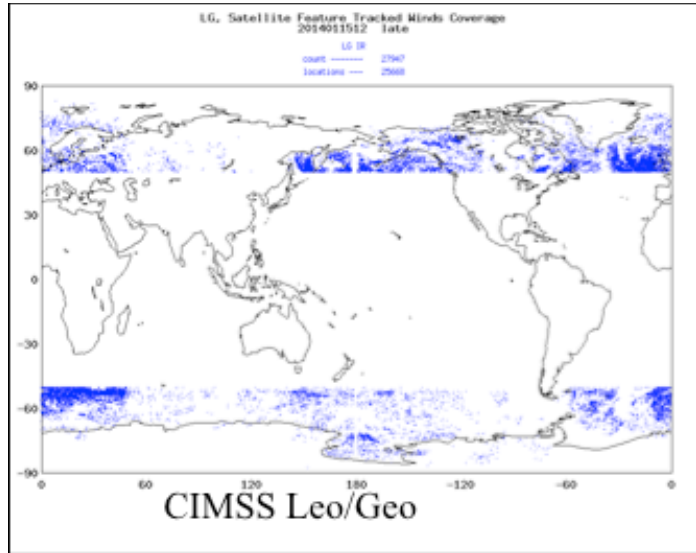 LG, Satellite Feature Tracked Winds Coverage
2014011512 late
LG IR
count ------- 27947
locations --- 25668
90
60
30
0
-30
-60
-90
0 60 120 180 -120 -60 0
CIMSS Leo/Geo